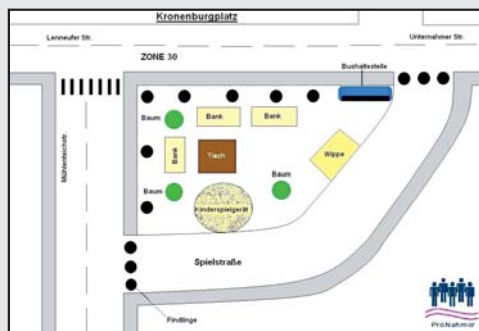 Kronenburgplatz
Lenneufer Str.
Unternahmer Str.
ZONE 30
Bushaltestelle
Baum
Bank
Bank
Mühlenteichstr.
Bank
Tisch
Wippe
Baum
Baum
Kinderspielgerät
Spielstraße
Findlinge
ProNahmer